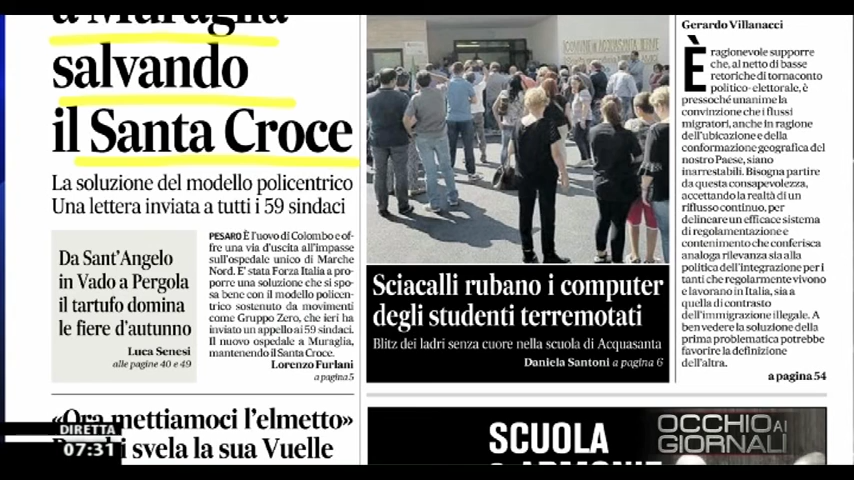 a Muraglia
salvando
il Santa Croce
La soluzione del modello policentrico
Una lettera inviata a tutti i 59 sindaci
Da Sant'Angelo
in Vado a Pergola
il tartufo domina
le fiere d'autunno
Luca Senesi
alle pagine 40 e 49
PESARO È l'uovo di Colombo e of-
fre una via d'uscita all'impasse
sull'ospedale unico di Marche
Nord. E' stata Forza Italia a pro-
porre una soluzione che si spo-
sa bene con il modello policen-
trico sostenuto da movimenti
come Gruppo Zero, che ieri ha
inviato un appello ai 59 sindaci.
Il nuovo ospedale a Muraglia,
mantenendo il Santa Croce.
Lorenzo Furlani
a pagina 5
«Ora mettiamoci l'elmetto»
svela la sua Vuelle
COMUNE DI ACQUASANTA TERME
Sciacalli rubano i computer
degli studenti terremotati
Blitz dei ladri senza cuore nella scuola di Acquasanta
Daniela Santoni a pagina 6
SCUOLA
Gerardo Villanacci
È ragionevole supporre
che, al netto di basse
retoriche di tornaconto
politico-elettorale, è
pressoché unanime la
convinzione che i flussi
migratori, anche in ragione
dell'ubicazione e della
conformazione geografica del
nostro Paese, siano
inarrestabili. Bisogna partire
da questa consapevolezza,
accettando la realtà di un
riflusso continuo, per
delineare un efficace sistema
di regolamentazione e
contenimento che conferisca
analoga rilevanza sia alla
politica dell'integrazione per i
tanti che regolarmente vivono
e lavorano in Italia, sia a
quella di contrasto
dell'immigrazione illegale. A
ben vedere la soluzione della
prima problematica potrebbe
favorire la definizione
dell'altra.
a pagina 54
DIRETTA
07:31
OCCHIO AI
GIORNALI